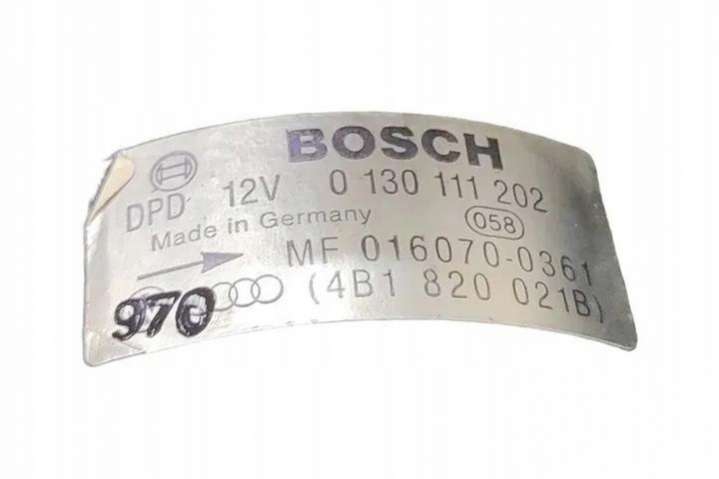 BOSCH
DPD 12V 0 130 111 202
Made in Germany 058
MF 016070-0361
970 (4B1 820 021B)